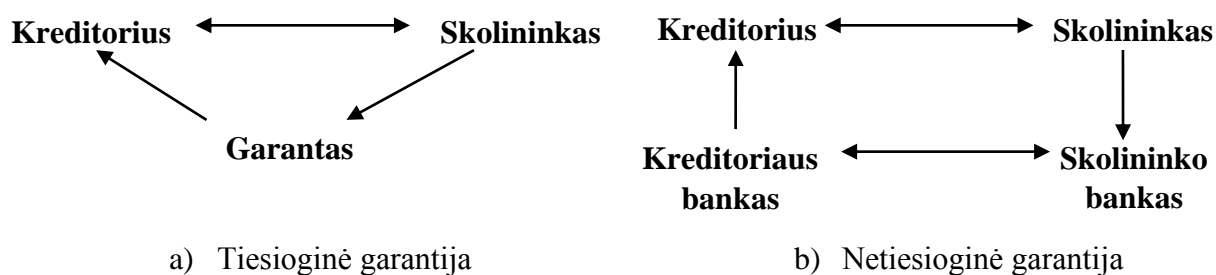 Kreditorius Skolininkas
Garantas
a) Tiesioginė garantija
Kreditorius Skolininkas
Kreditoriaus Skolininko
bankas bankas
b) Netiesioginė garantija